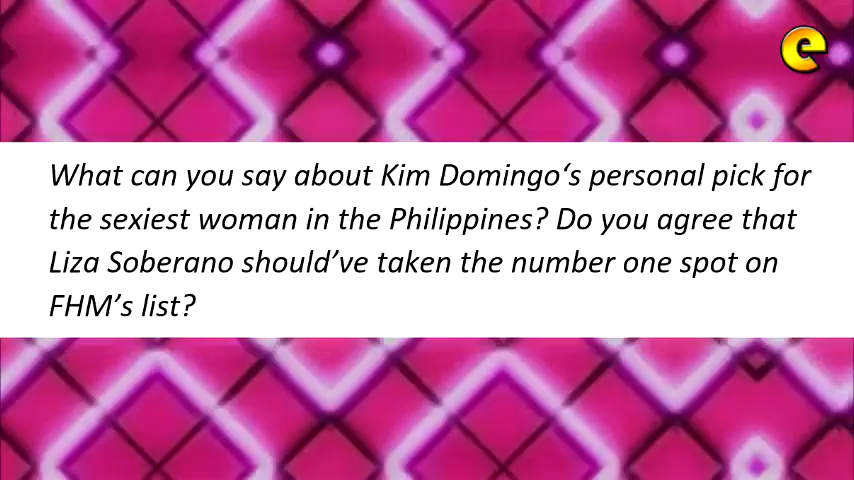 e
What can you say about Kim Domingo‘s personal pick for
the sexiest woman in the Philippines? Do you agree that
Liza Soberano should’ve taken the number one spot on
FHM’s list?